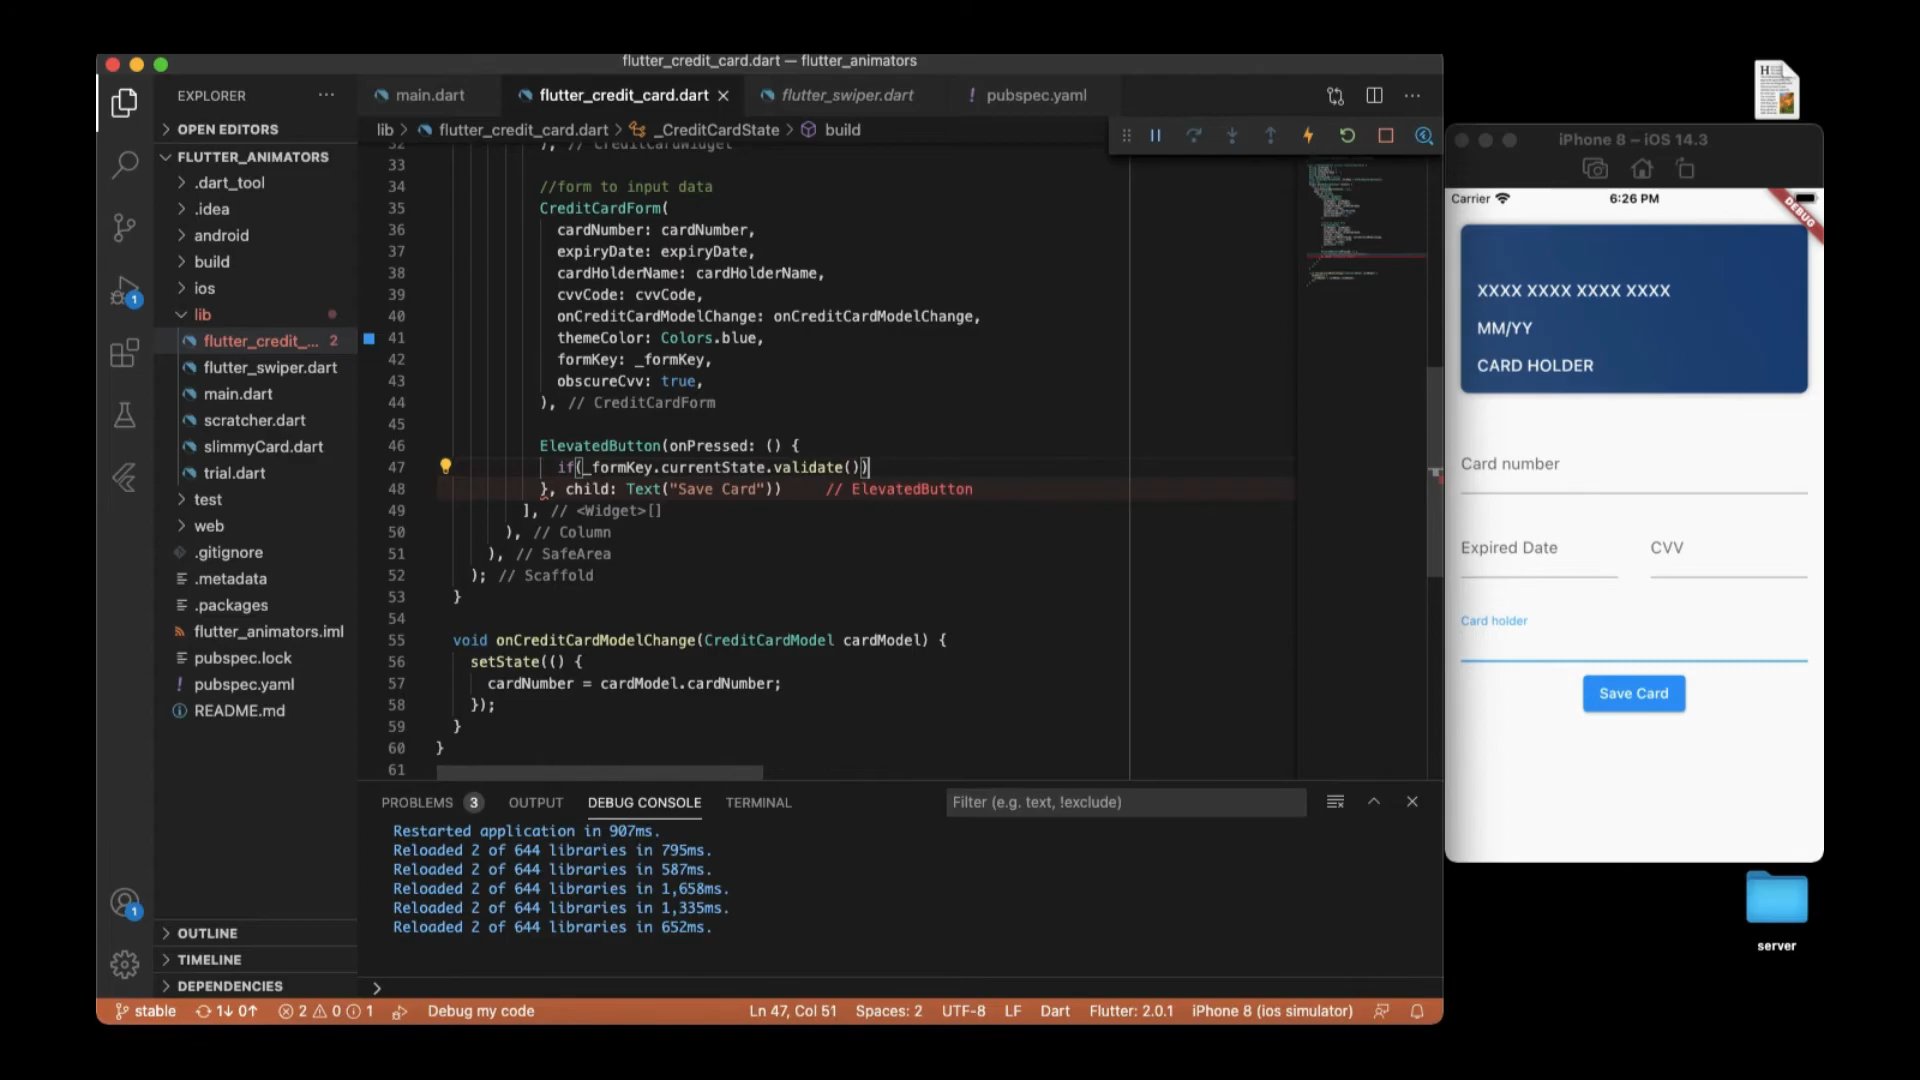 flutter_credit_card.dart — flutter_animators
EXPLORER
main.dart
flutter_credit_card.dart
flutter_swiper.dart
! pubspec.yaml
OPEN EDITORS
lib > flutter_credit_card.dart > _CreditCardState > build
FLUTTER_ANIMATORS
.dart_tool
.idea
android
build
ios
lib
flutter_credit_... 2
flutter_swiper.dart
main.dart
scratcher.dart
slimmyCard.dart
trial.dart
test
web
.gitignore
.metadata
.packages
flutter_animators.iml
pubspec.lock
! pubspec.yaml
README.md
OUTLINE
TIMELINE
DEPENDENCIES
1
1
32 ), // CreditCardWidget
33
34 //form to input data
35 CreditCardForm(
36 cardNumber: cardNumber,
37 expiryDate: expiryDate,
38 cardHolderName: cardHolderName,
39 cvvCode: cvvCode,
40 onCreditCardModelChange: onCreditCardModelChange,
41 themeColor: Colors.blue,
42 formKey: _formKey,
43 obscureCvv: true,
44 ), // CreditCardForm
45
46 ElevatedButton(onPressed: () {
47 if(_formKey.currentState.validate())
48 }, child: Text("Save Card")) // ElevatedButton
49 ], // <Widget>[]
50 ), // Column
51 ), // SafeArea
52 ); // Scaffold
53 }
54
55 void onCreditCardModelChange(CreditCardModel cardModel) {
56 setState(() {
57 cardNumber = cardModel.cardNumber;
58 });
59 }
60 }
61
PROBLEMS 3 OUTPUT DEBUG CONSOLE TERMINAL
Filter (e.g. text, !exclude)
Restarted application in 907ms.
Reloaded 2 of 644 libraries in 795ms.
Reloaded 2 of 644 libraries in 587ms.
Reloaded 2 of 644 libraries in 1,658ms.
Reloaded 2 of 644 libraries in 1,335ms.
Reloaded 2 of 644 libraries in 652ms.
stable 1↓ 0↑ 2 0 1 Debug my code Ln 47, Col 51 Spaces: 2 UTF-8 LF Dart Flutter: 2.0.1 iPhone 8 (ios simulator)
iPhone 8 – iOS 14.3
Carrier 6:26 PM
DEBUG
XXXX XXXX XXXX XXXX
MM/YY
CARD HOLDER
Card number
Expired Date CVV
Card holder
Save Card
server